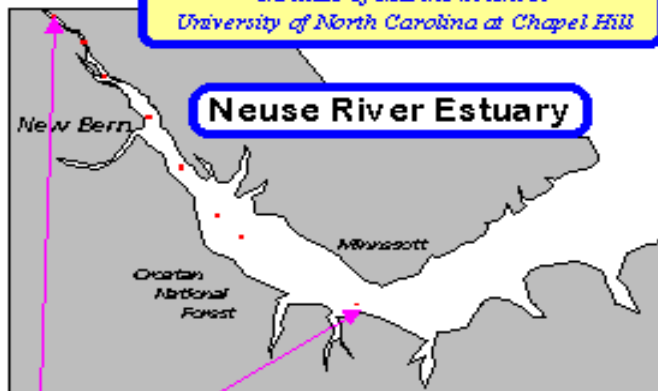 University of North Carolina at Chapel Hill
Neuse River Estuary
New Bern
Minnesott
Croatan
National
Forest